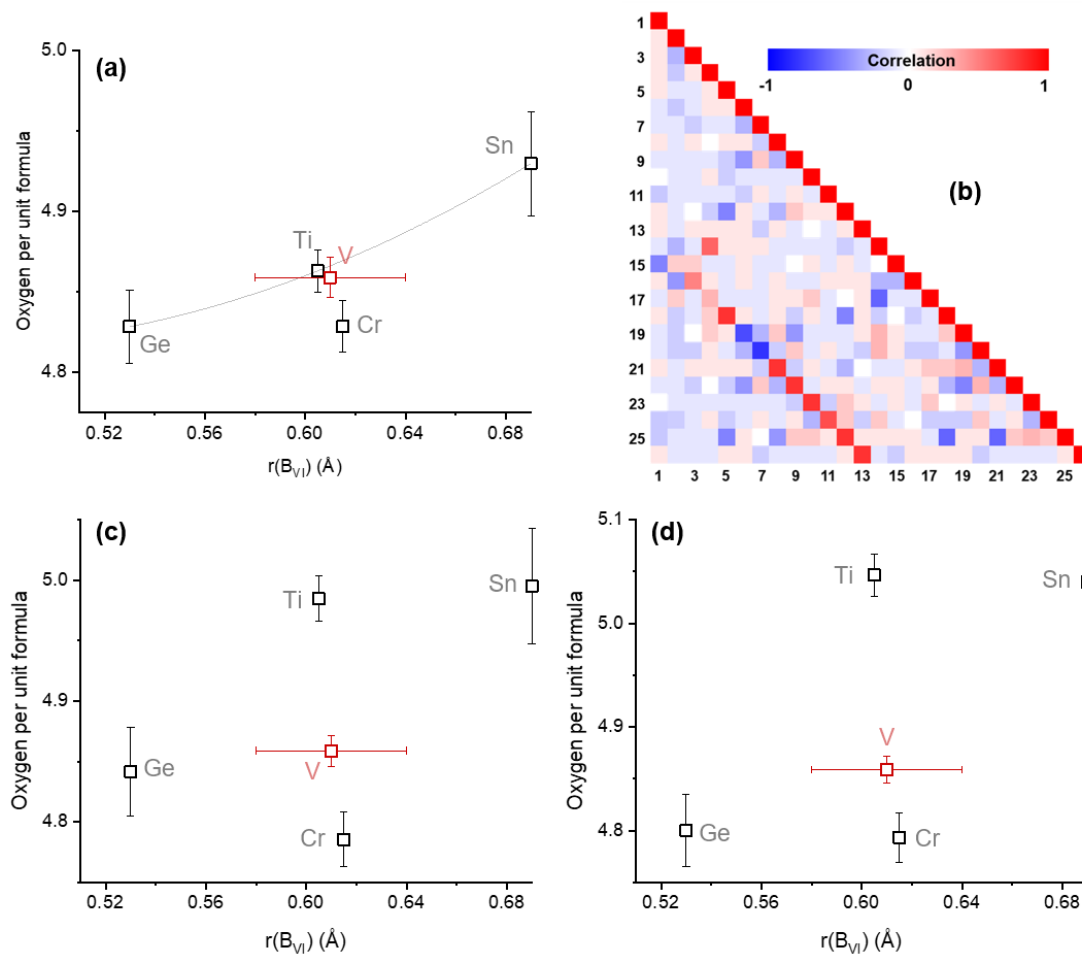 (a)
Oxygen per unit formula
5.0
4.9
4.8
Sn
Ti
V
Cr
Ge
0.52 0.56 0.60 0.64 0.68
r(B_VI) (Å)
(b)
Correlation
-1 0 1
1
3
5
7
9
11
13
15
17
19
21
23
25
1 3 5 7 9 11 13 15 17 19 21 23 25
(c)
Oxygen per unit formula
5.0
4.9
4.8
Sn
Ti
V
Ge
Cr
0.52 0.56 0.60 0.64 0.68
r(B_VI) (Å)
(d)
Oxygen per unit formula
5.1
5.0
4.9
4.8
Ti
Sn
V
Ge
Cr
0.52 0.56 0.60 0.64 0.68
r(B_VI) (Å)